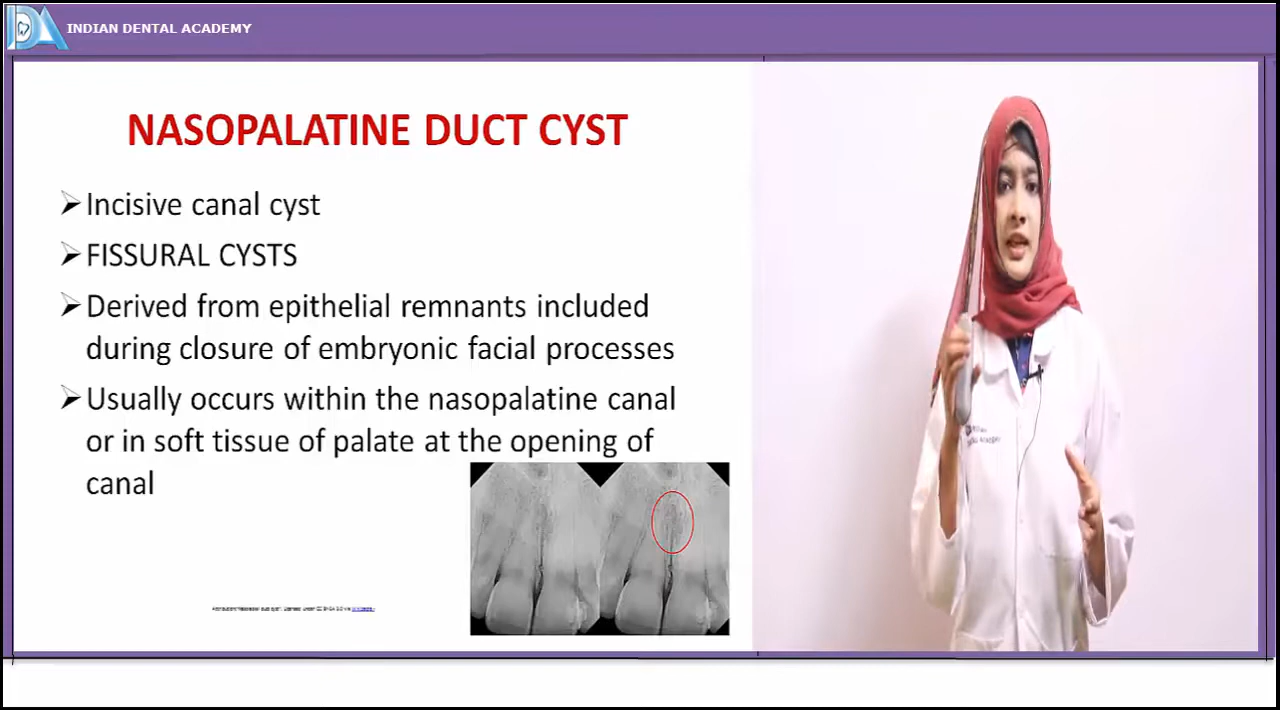 INDIAN DENTAL ACADEMY
NASOPALATINE DUCT CYST
➢Incisive canal cyst
➢FISSURAL CYSTS
➢Derived from epithelial remnants included
during closure of embryonic facial processes
➢Usually occurs within the nasopalatine canal
or in soft tissue of palate at the opening of
canal